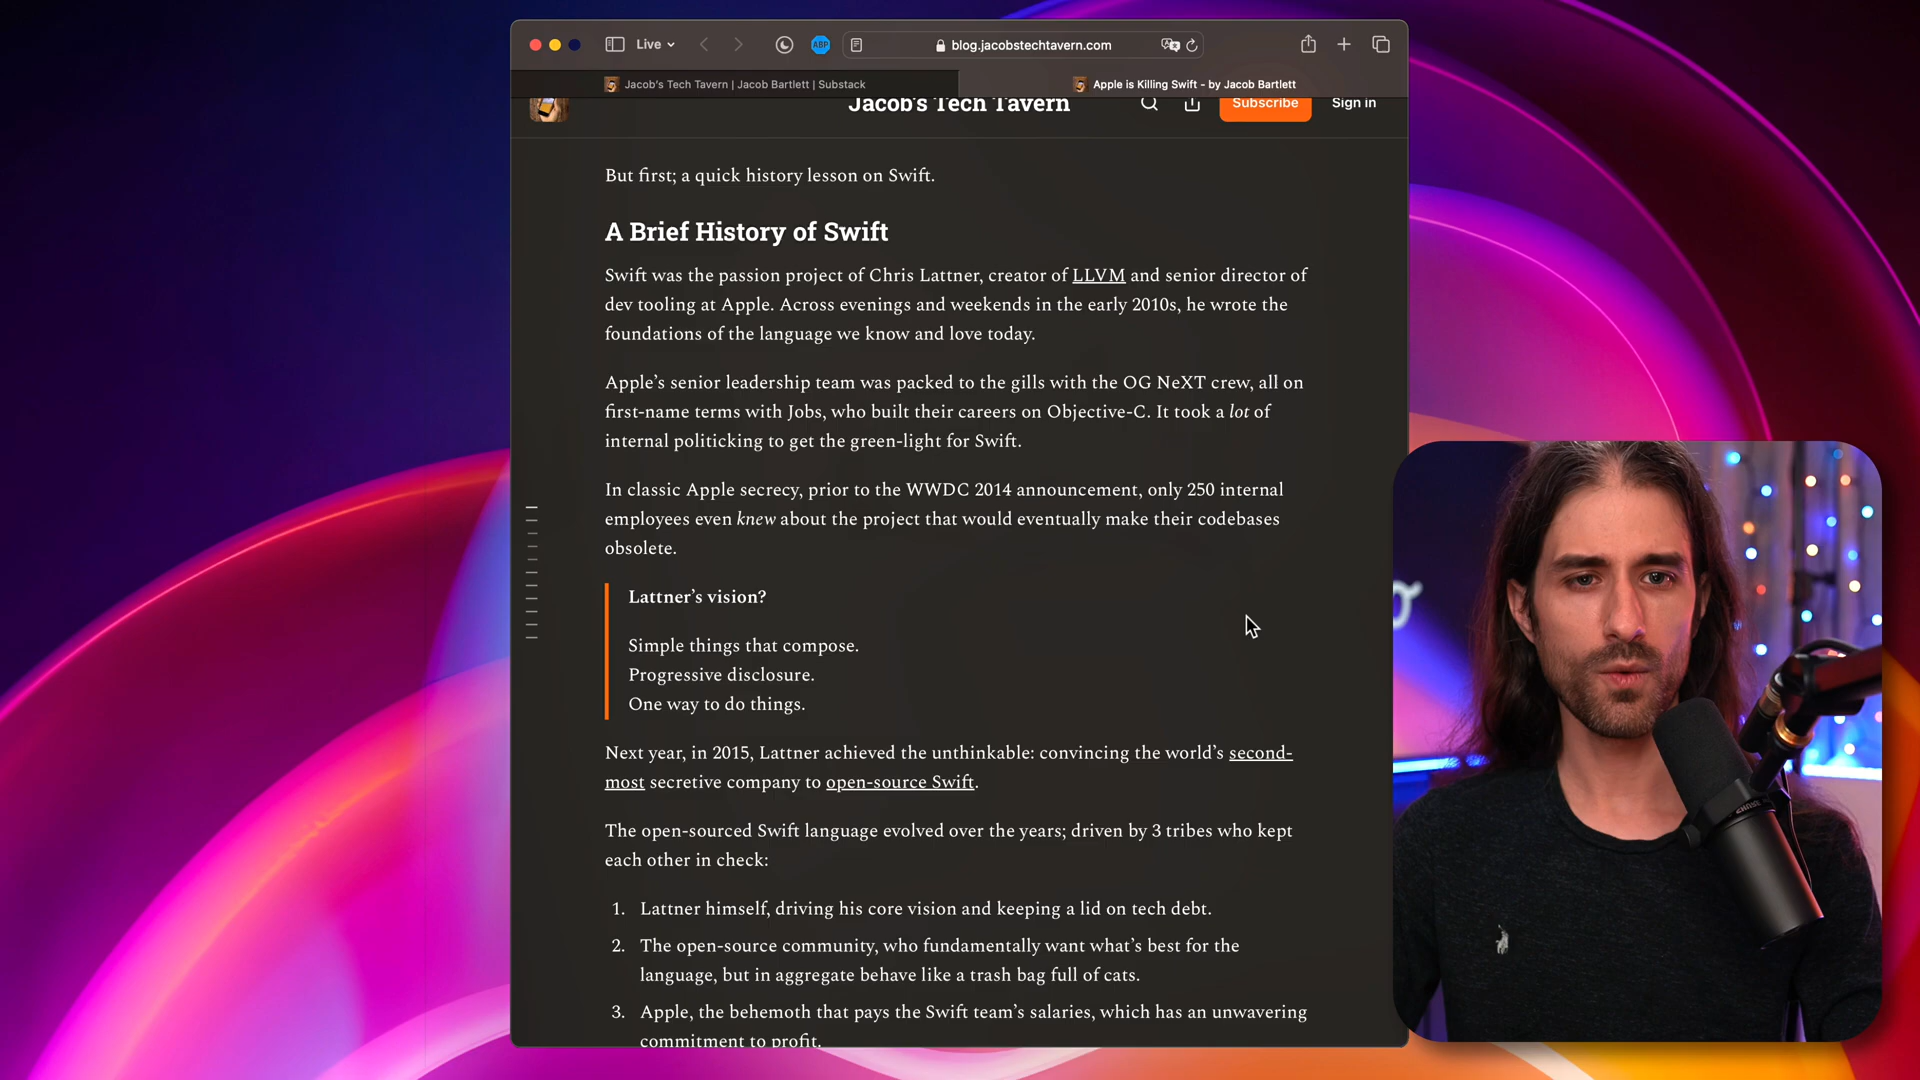 Live
ABP
blog.jacobstechtavern.com
Jacob's Tech Tavern | Jacob Bartlett | Substack
Apple is Killing Swift - by Jacob Bartlett
Jacob's Tech Tavern
Subscribe
Sign in
But first; a quick history lesson on Swift.
A Brief History of Swift
Swift was the passion project of Chris Lattner, creator of LLVM and senior director of
dev tooling at Apple. Across evenings and weekends in the early 2010s, he wrote the
foundations of the language we know and love today.
Apple’s senior leadership team was packed to the gills with the OG NeXT crew, all on
first-name terms with Jobs, who built their careers on Objective-C. It took a lot of
internal politicking to get the green-light for Swift.
In classic Apple secrecy, prior to the WWDC 2014 announcement, only 250 internal
employees even knew about the project that would eventually make their codebases
obsolete.
Lattner’s vision?
Simple things that compose.
Progressive disclosure.
One way to do things.
Next year, in 2015, Lattner achieved the unthinkable: convincing the world’s second-
most secretive company to open-source Swift.
The open-sourced Swift language evolved over the years; driven by 3 tribes who kept
each other in check:
1. Lattner himself, driving his core vision and keeping a lid on tech debt.
2. The open-source community, who fundamentally want what’s best for the
language, but in aggregate behave like a trash bag full of cats.
3. Apple, the behemoth that pays the Swift team’s salaries, which has an unwavering
commitment to profit.